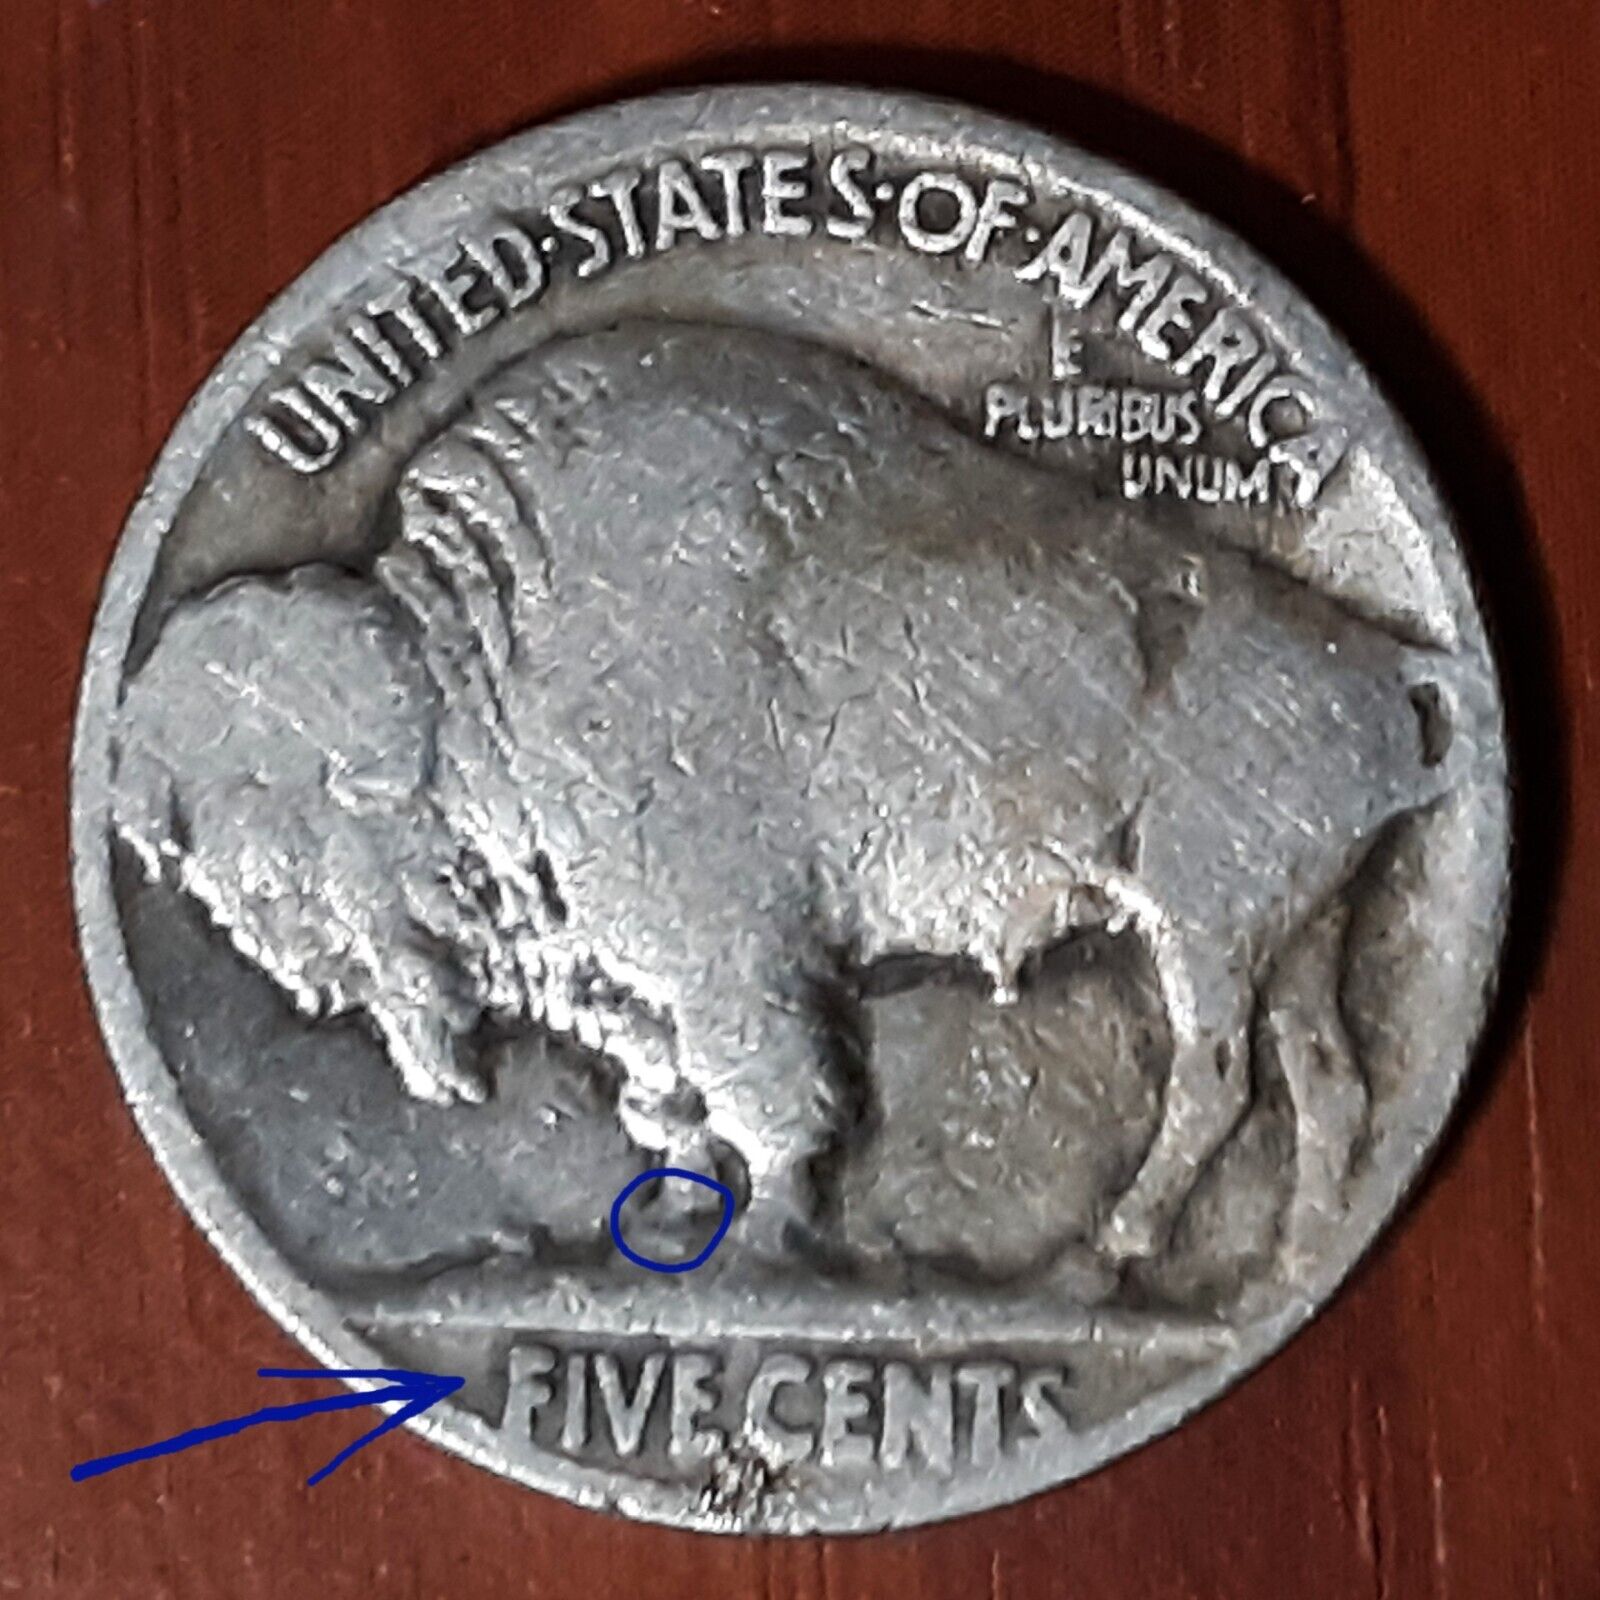 UNITED·STATES·OF·AMERICA
E
PLURIBUS
UNUM
FIVE CENTS